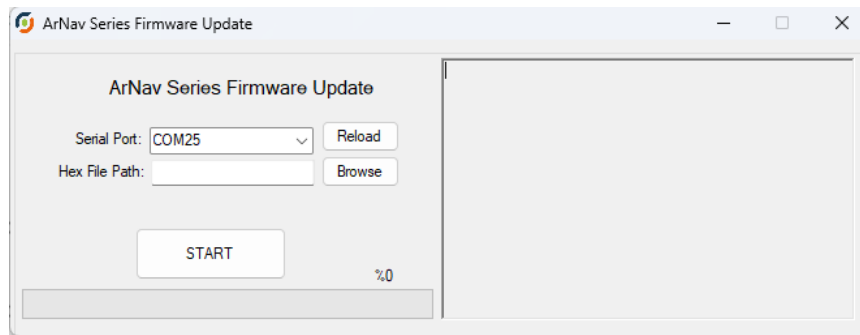 ArNav Series Firmware Update
ArNav Series Firmware Update
Serial Port: COM25 Reload
Hex File Path: Browse
START
%0